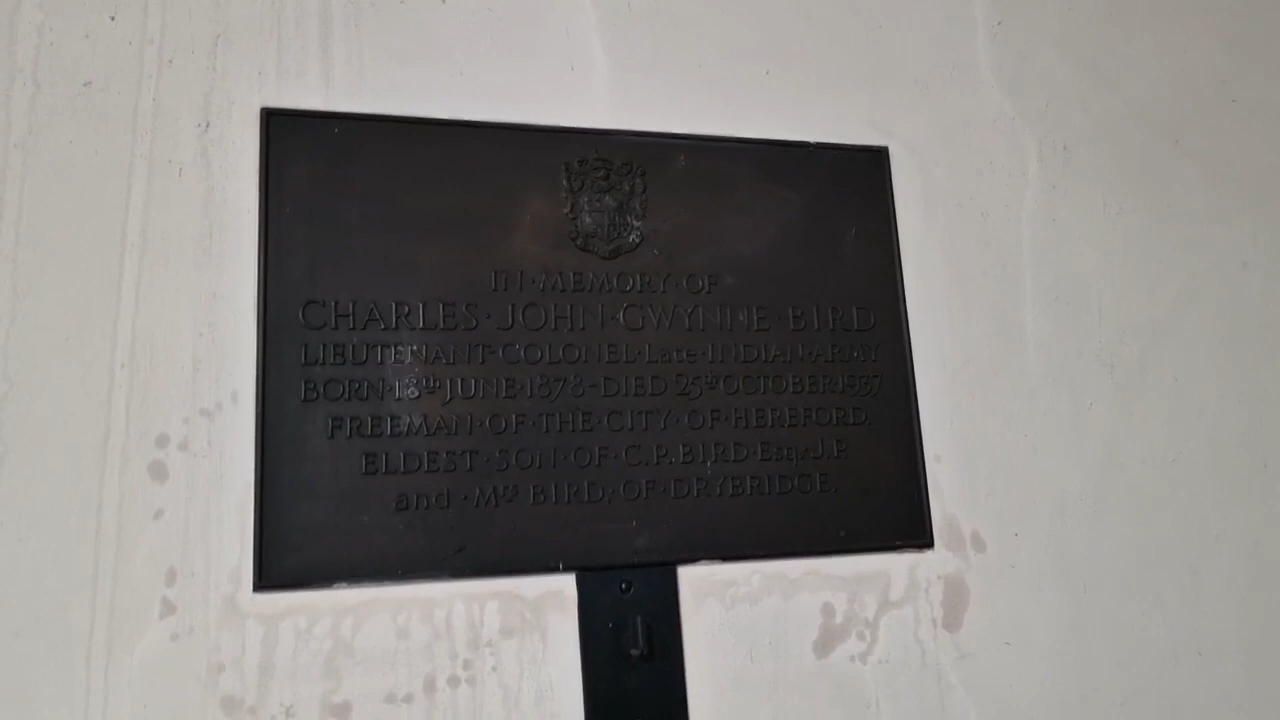 IN·MEMORY·OF
CHARLES·JOHN·GWYNNE·BIRD
LIEUTENANT·COLONEL·Late·INDIAN·ARMY
BORN·18th·JUNE·1878-DIED 25th OCTOBER·1937
FREEMAN·OF·THE·CITY·OF·HEREFORD.
ELDEST·SON·OF·C.P.BIRD·Esqr.J.P.
and·Mrs BIRD, OF·DRYBRIDGE.